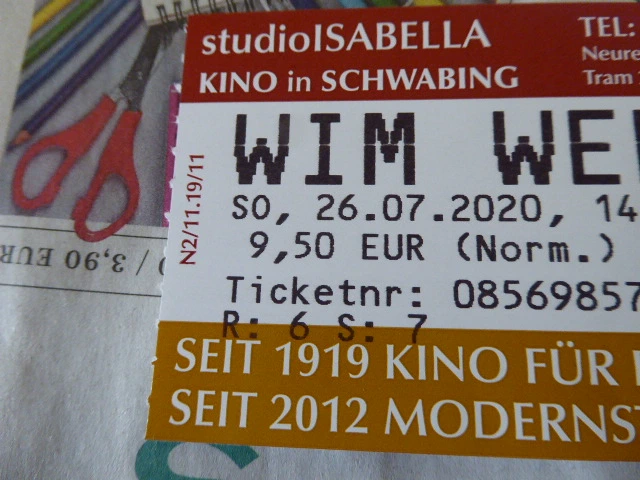 studioISABELLA
TEL:
KINO in SCHWABING
Neure
Tram
WIM WE
SO, 26.07.2020, 14
9,50 EUR (Norm.)
Ticketnr: 08569857
R: 6 S: 7
SEIT 1919 KINO FÜR
SEIT 2012 MODERNST
N2/11.19/11
/ 3,90 EUR